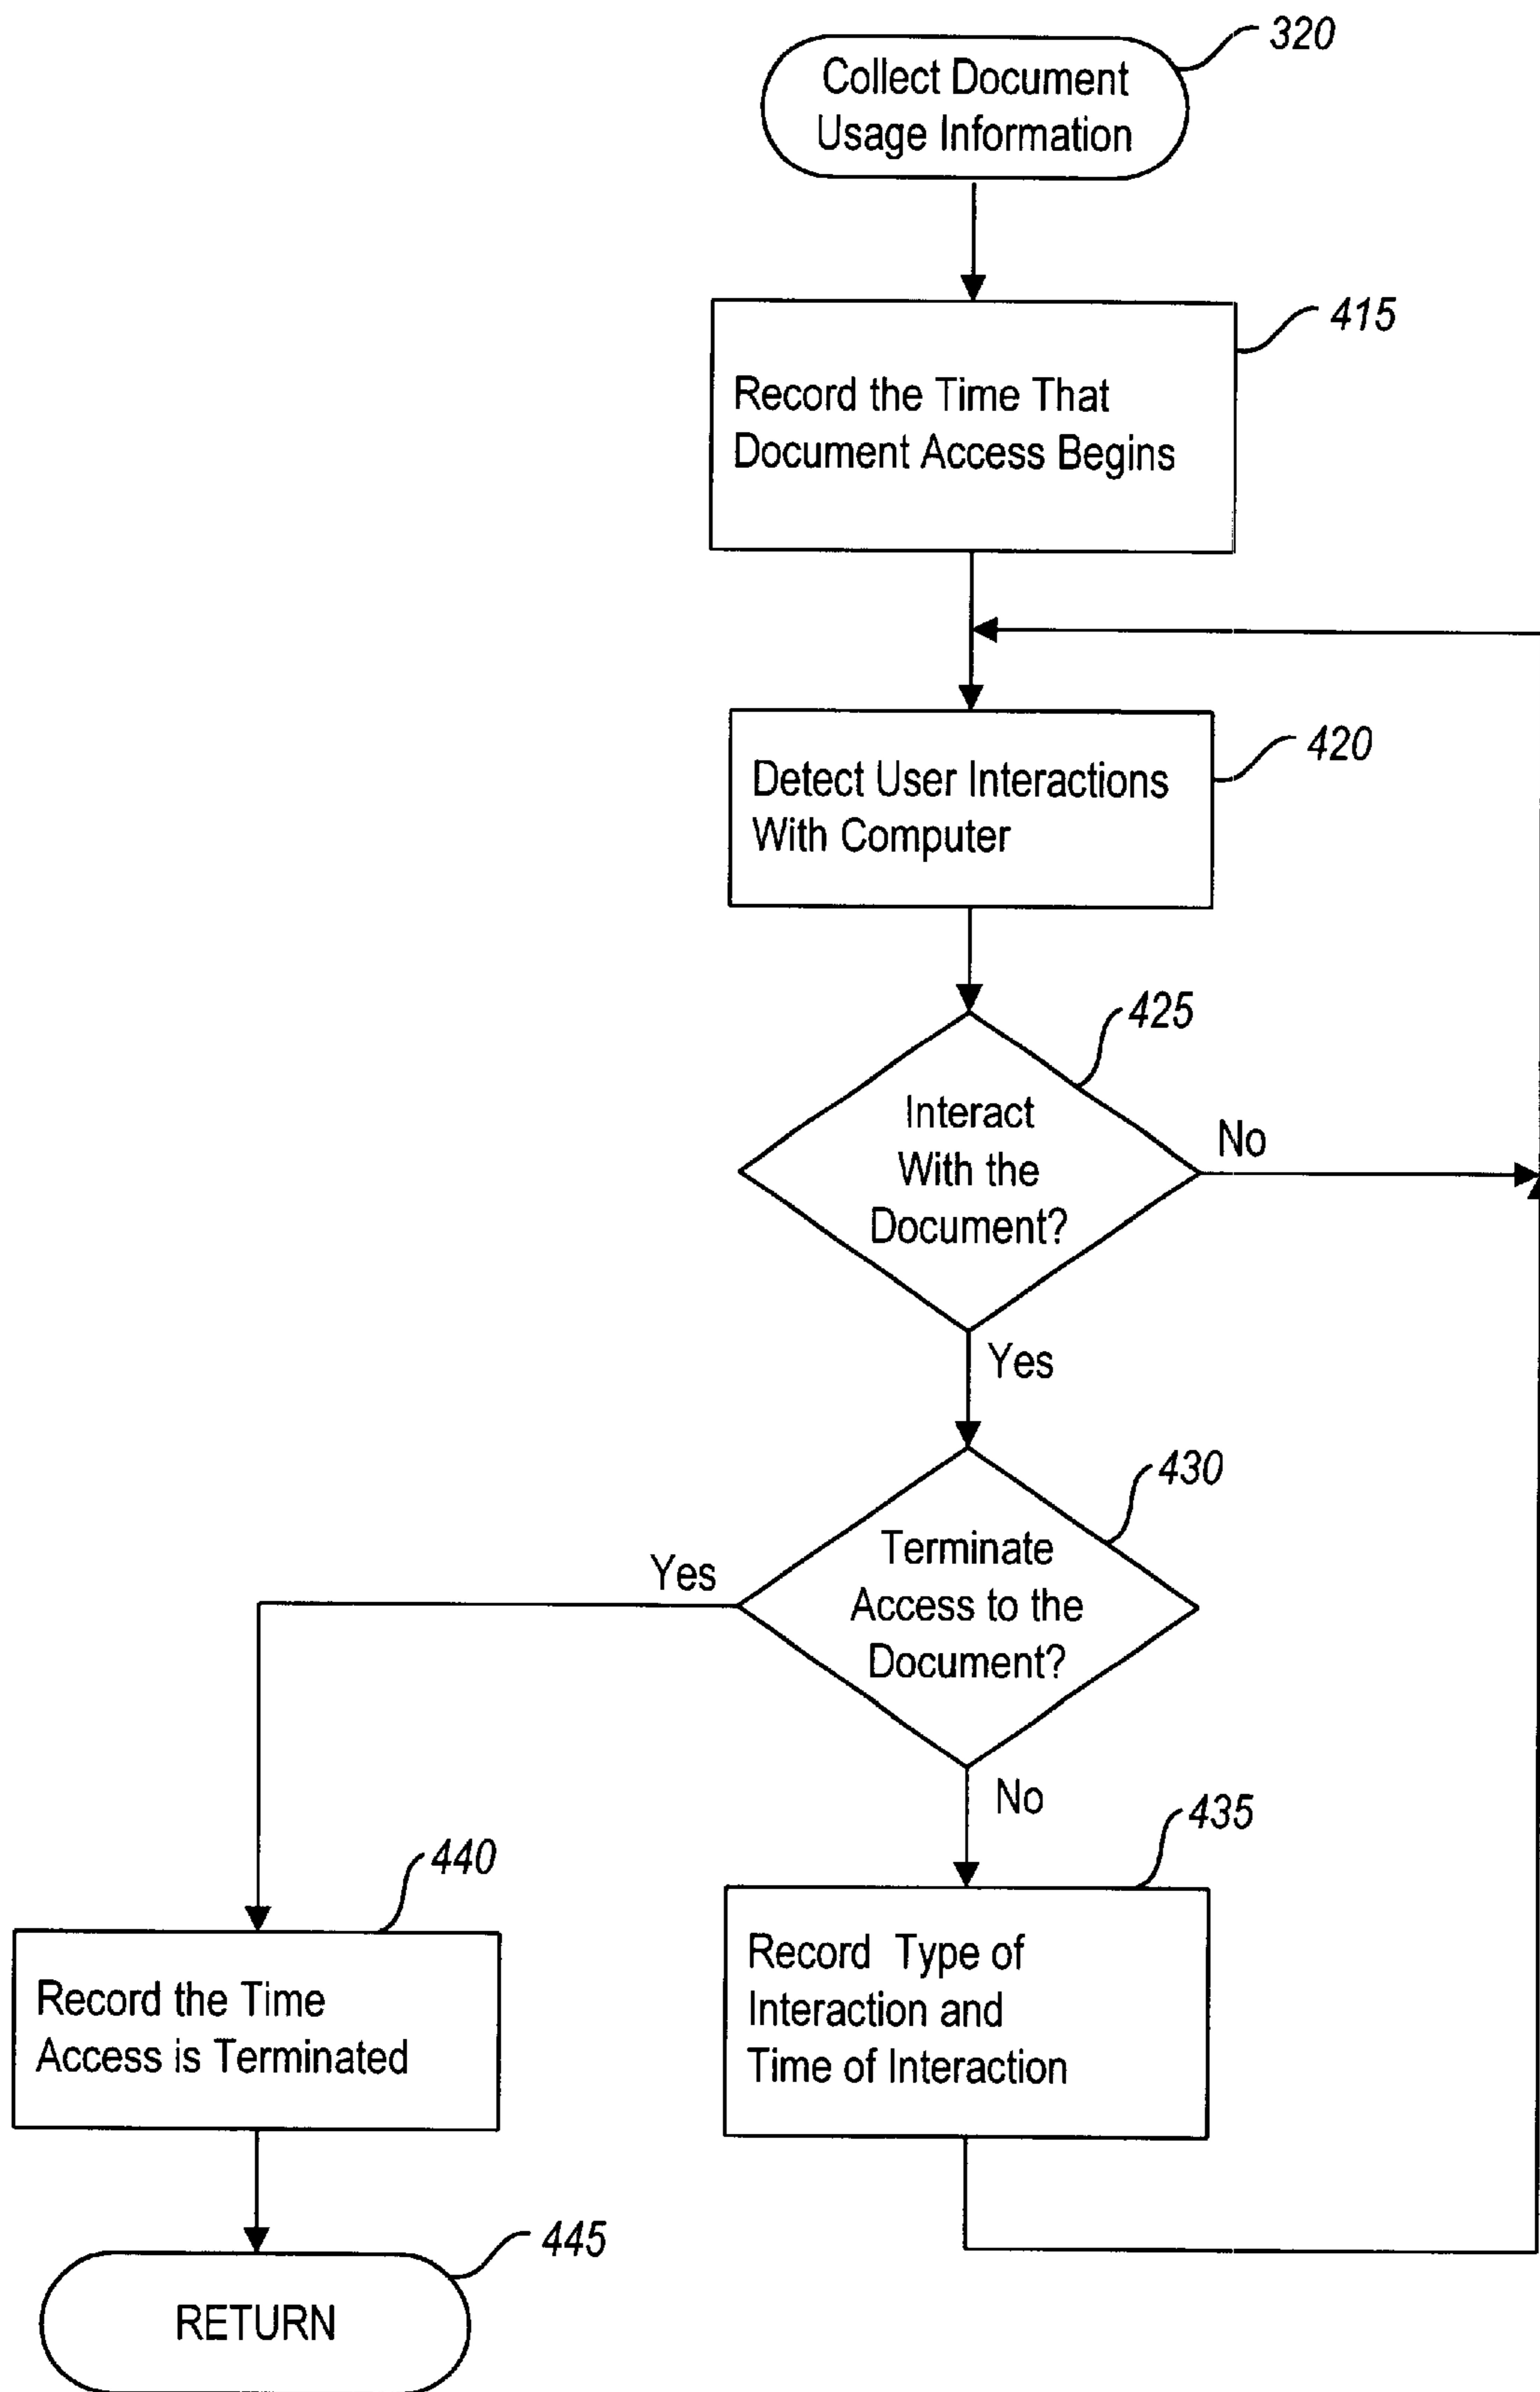 320
Collect Document
Usage Information
415
Record the Time That
Document Access Begins
420
Detect User Interactions
With Computer
425
Interact
With the
Document?
No
Yes
430
Terminate
Access to the
Document?
Yes
No
435
Record Type of
Interaction and
Time of Interaction
440
Record the Time
Access is Terminated
445
RETURN